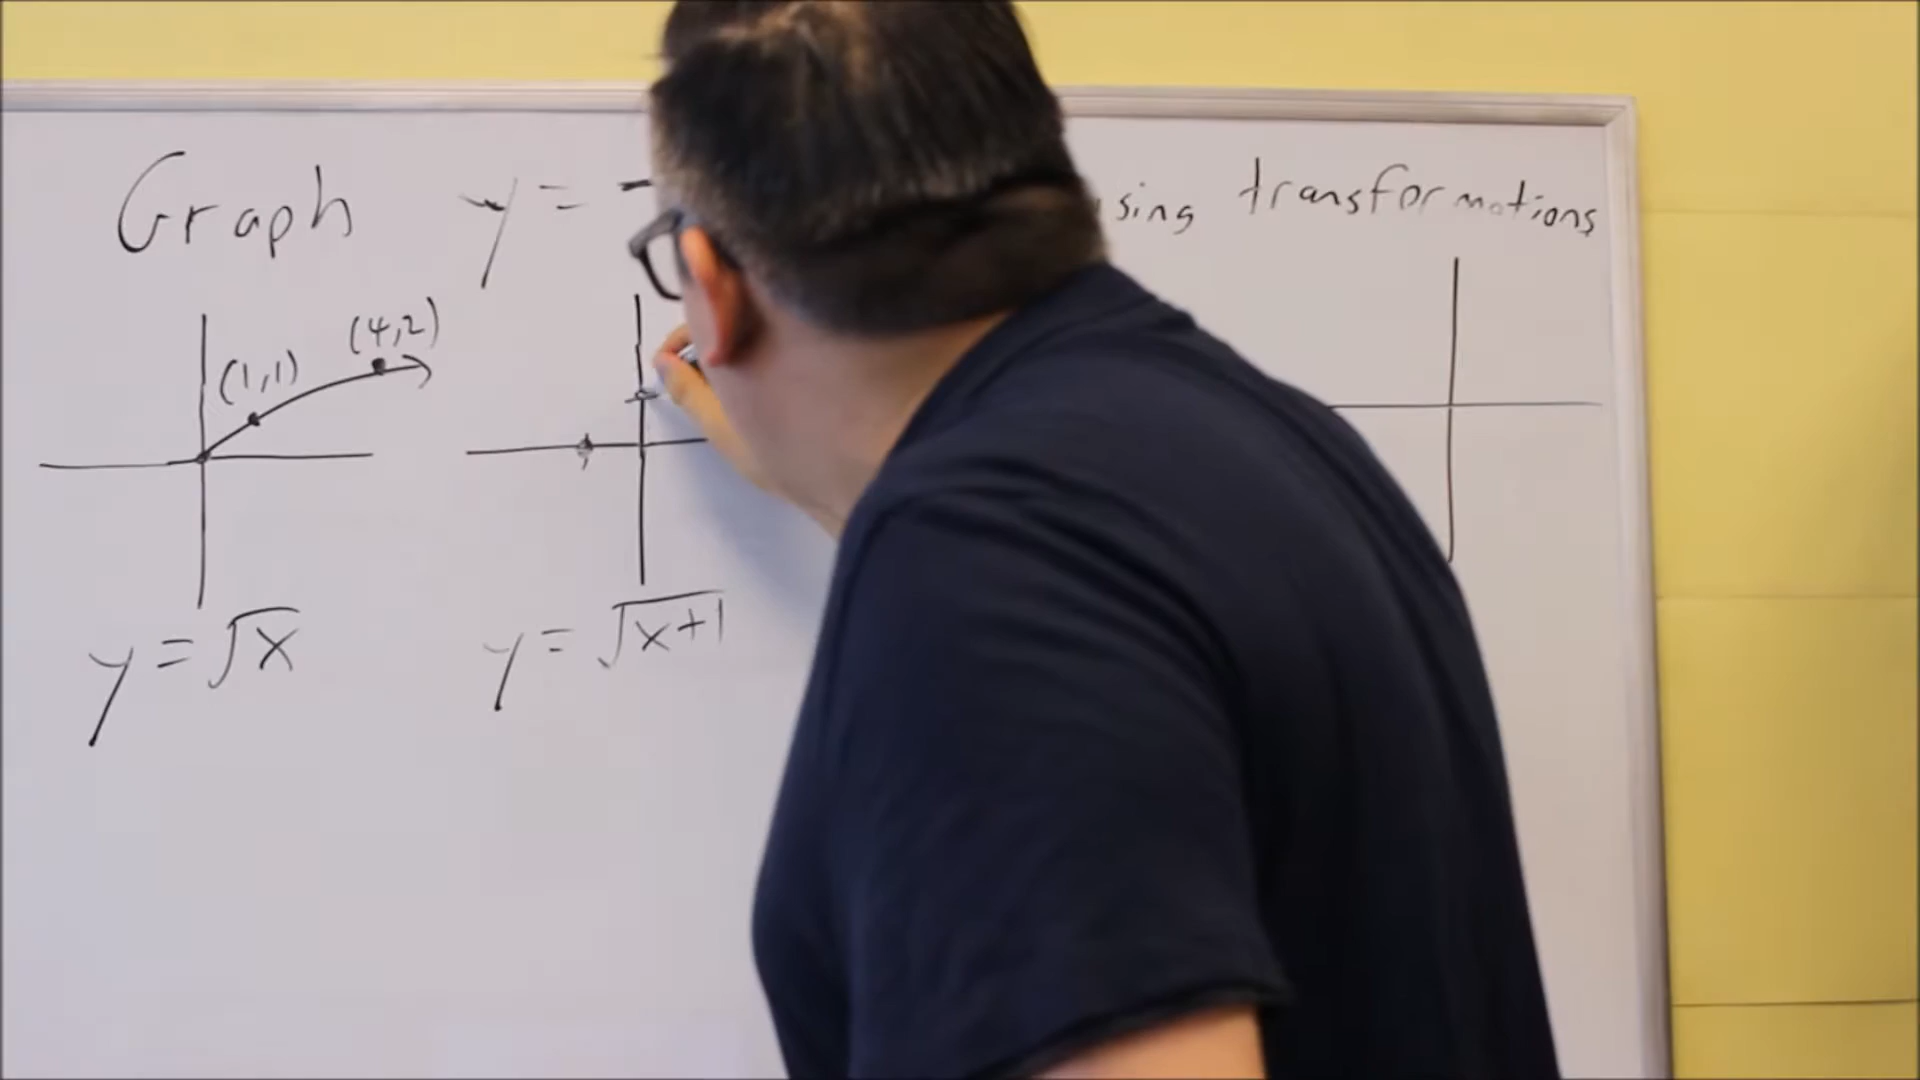 Graph y = - sing transformations
(1,1) (4,2)
y = √x y = √x+1